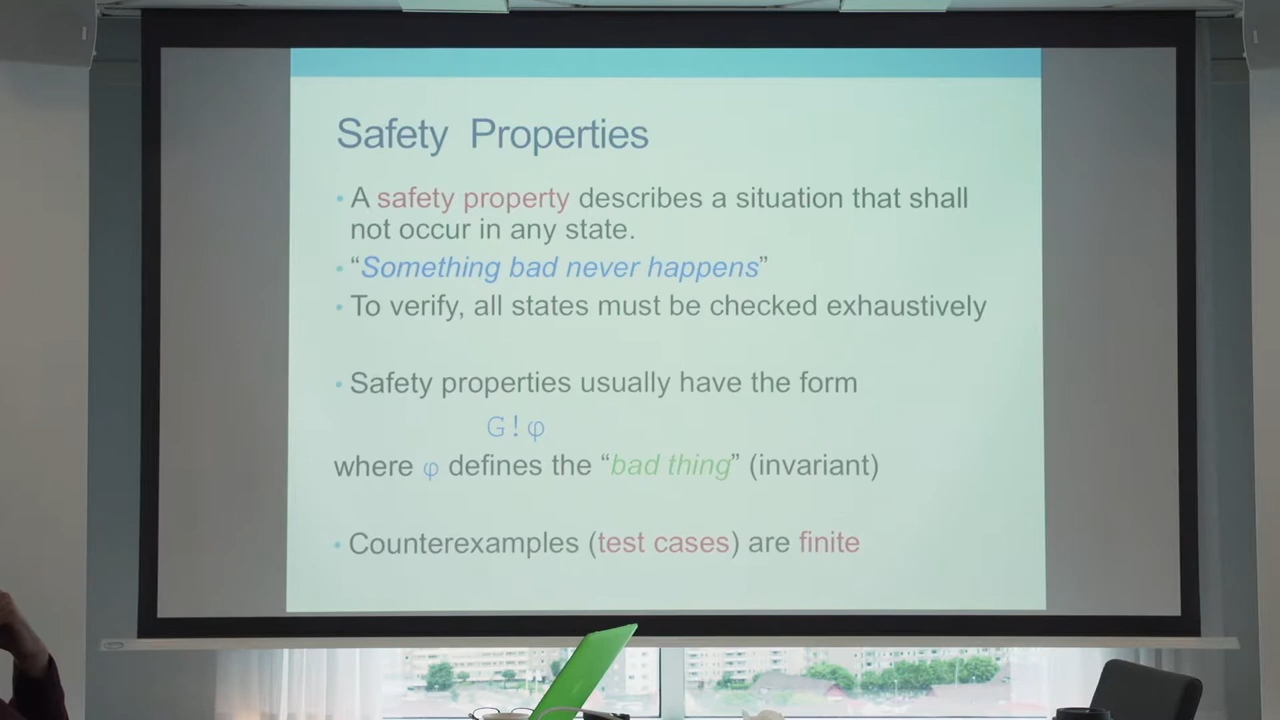 Safety Properties
• A safety property describes a situation that shall
not occur in any state.
• “Something bad never happens”
• To verify, all states must be checked exhaustively
• Safety properties usually have the form
G!φ
where φ defines the “bad thing” (invariant)
• Counterexamples (test cases) are finite